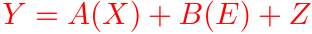 Y = A(X) + B(E) + Z